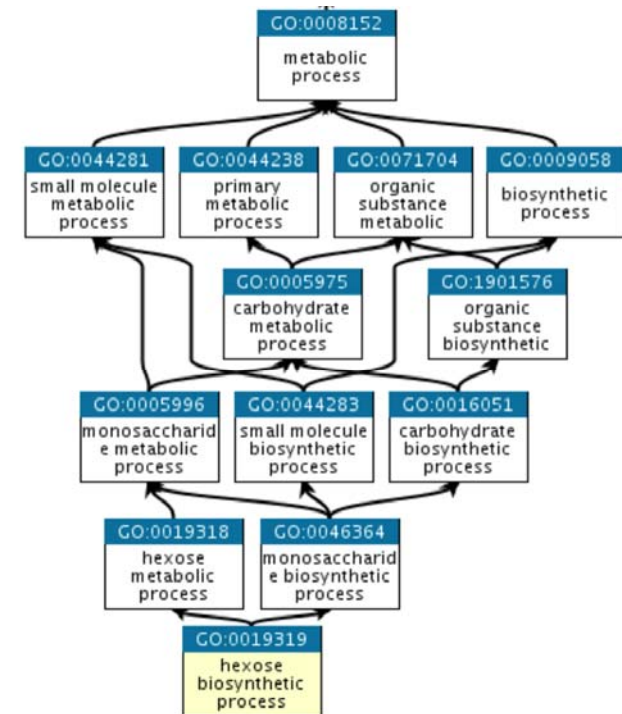 GO:0008152
metabolic
process
GO:0044281
small molecule
metabolic
process
GO:0044238
primary
metabolic
process
GO:0071704
organic
substance
metabolic
GO:0009058
biosynthetic
process
GO:0005975
carbohydrate
metabolic
process
GO:1901576
organic
substance
biosynthetic
GO:0005996
monosaccharid
e metabolic
process
GO:0044283
small molecule
biosynthetic
process
GO:0016051
carbohydrate
biosynthetic
process
GO:0019318
hexose
metabolic
process
GO:0046364
monosaccharid
e biosynthetic
process
GO:0019319
hexose
biosynthetic
process